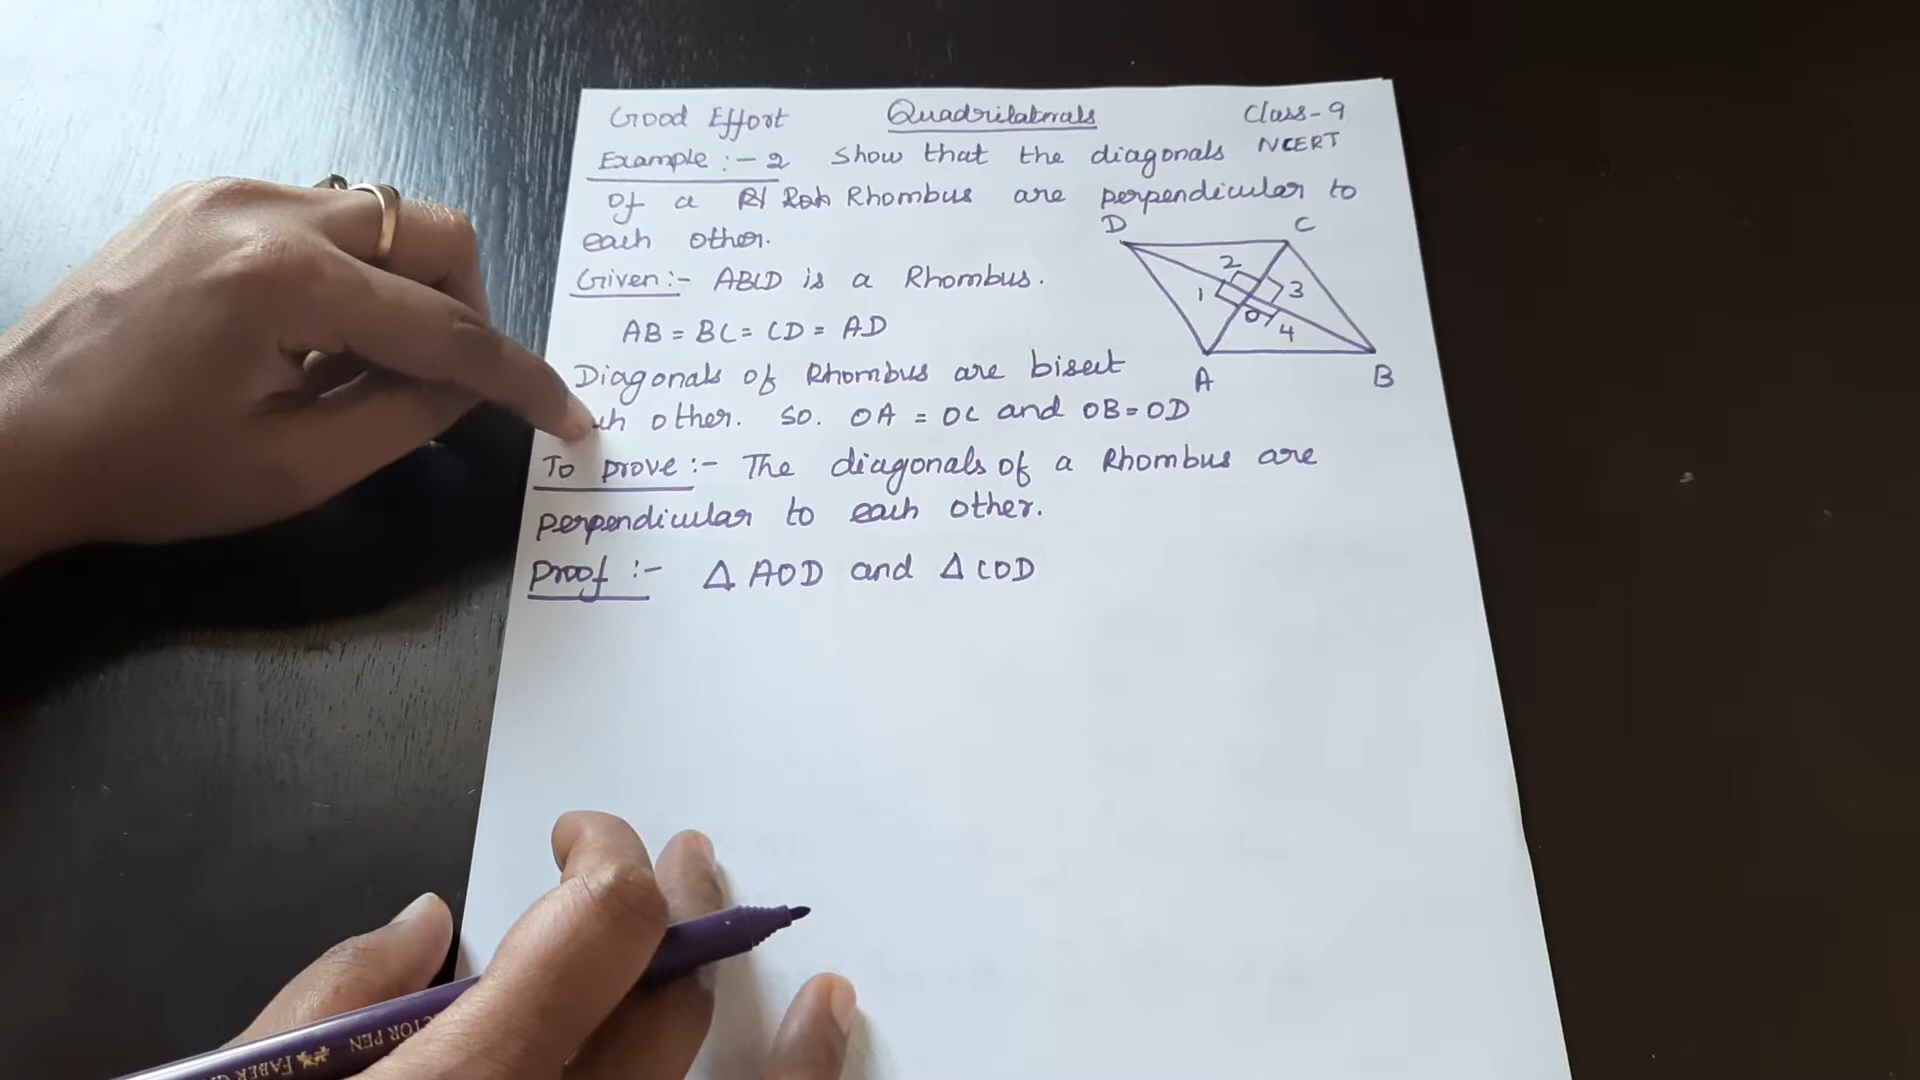 Good Effort Quadrilaterals Class-9
Example :- 2 Show that the diagonals NCERT
of a Rhombus are perpendicular to
each other.
Given :- ABCD is a Rhombus.
AB = BC = CD = AD
Diagonals of Rhombus are bisect
other. So. OA = OC and OB = OD
To prove :- The diagonals of a Rhombus are
perpendicular to each other.
Proof :- Δ AOD and Δ COD
D C
2
1 3
O 4
A B
FABER
CTOR PEN